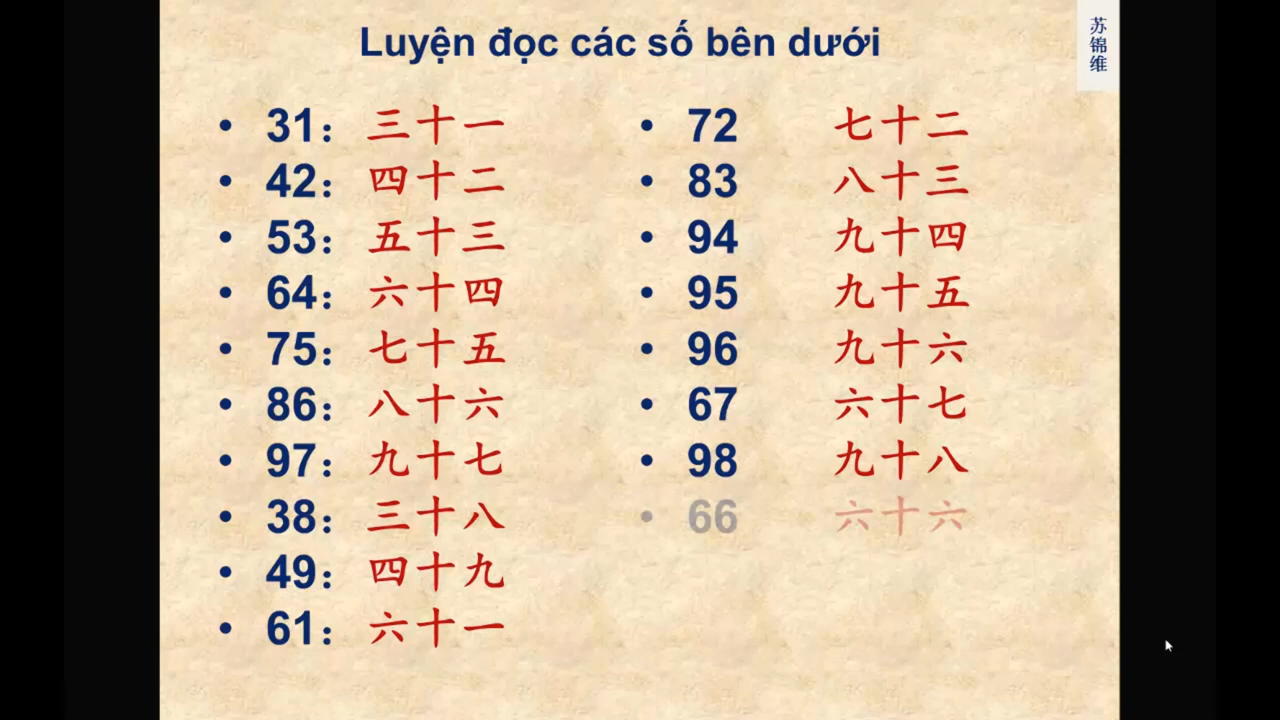 Luyện đọc các số bên dưới
苏锦维
• 31：三十一
• 42：四十二
• 53：五十三
• 64：六十四
• 75：七十五
• 86：八十六
• 97：九十七
• 38：三十八
• 49：四十九
• 61：六十一
• 72 七十二
• 83 八十三
• 94 九十四
• 95 九十五
• 96 九十六
• 67 六十七
• 98 九十八
• 66 六十六